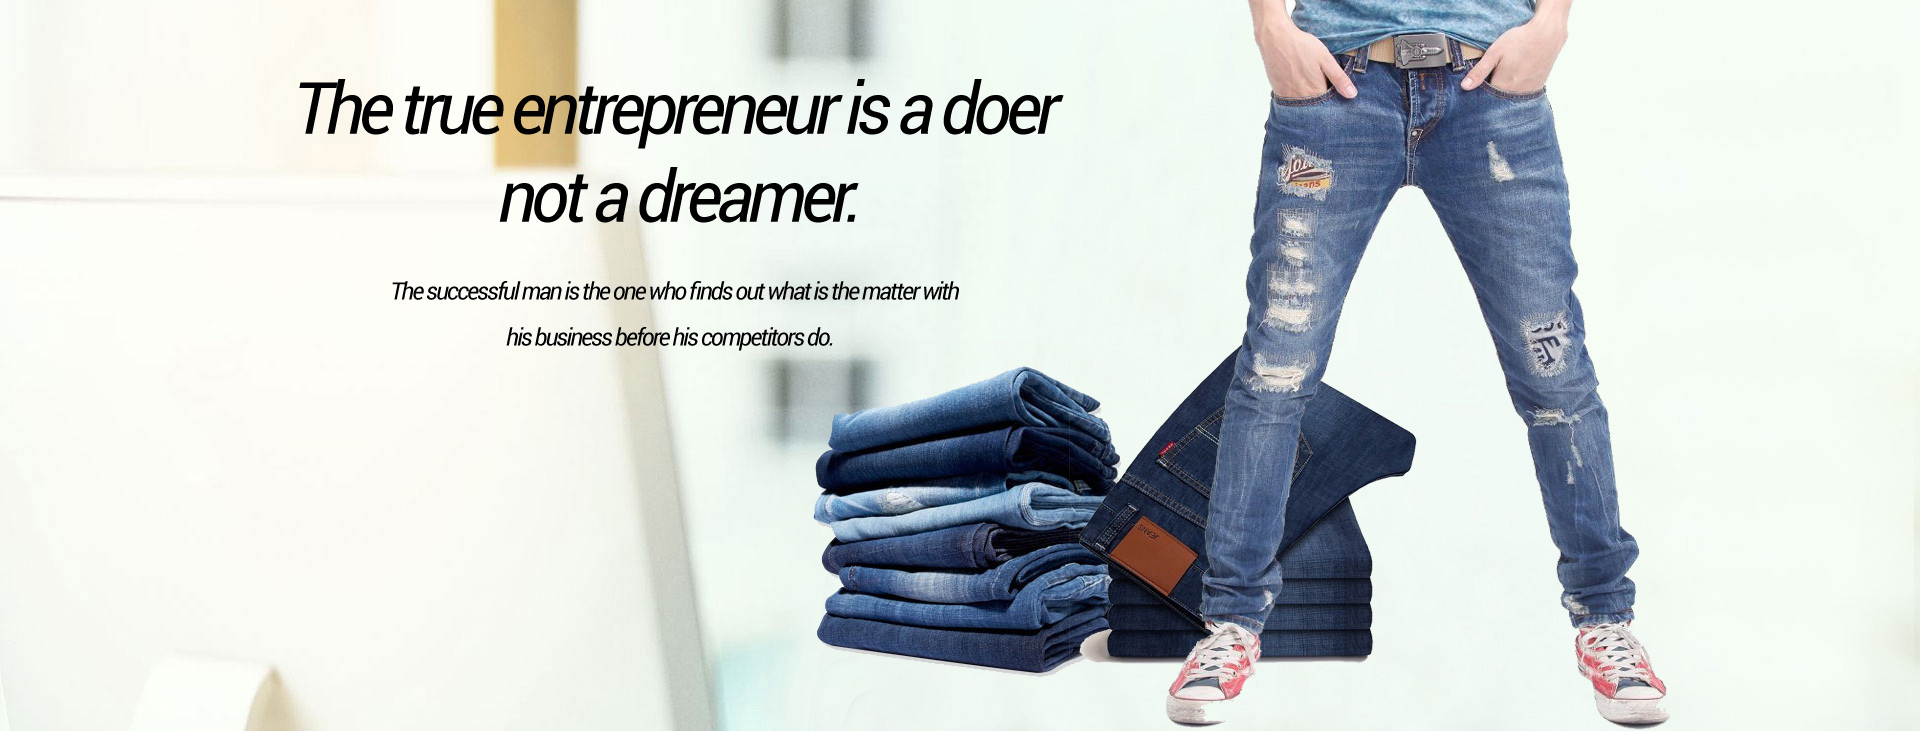 The true entrepreneur is a doer
not a dreamer.
The successful man is the one who finds out what is the matter with
his business before his competitors do.
JEANS